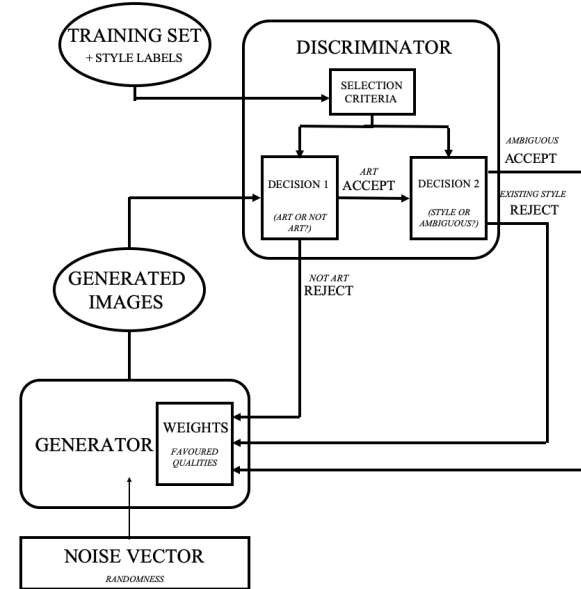 TRAINING SET
+ STYLE LABELS
DISCRIMINATOR
SELECTION
CRITERIA
DECISION 1
(ART OR NOT
ART?)
ART
ACCEPT
DECISION 2
(STYLE OR
AMBIGUOUS?)
AMBIGUOUS
ACCEPT
EXISTING STYLE
REJECT
NOT ART
REJECT
GENERATED
IMAGES
GENERATOR
WEIGHTS
FAVOURED
QUALITIES
NOISE VECTOR
RANDOMNESS